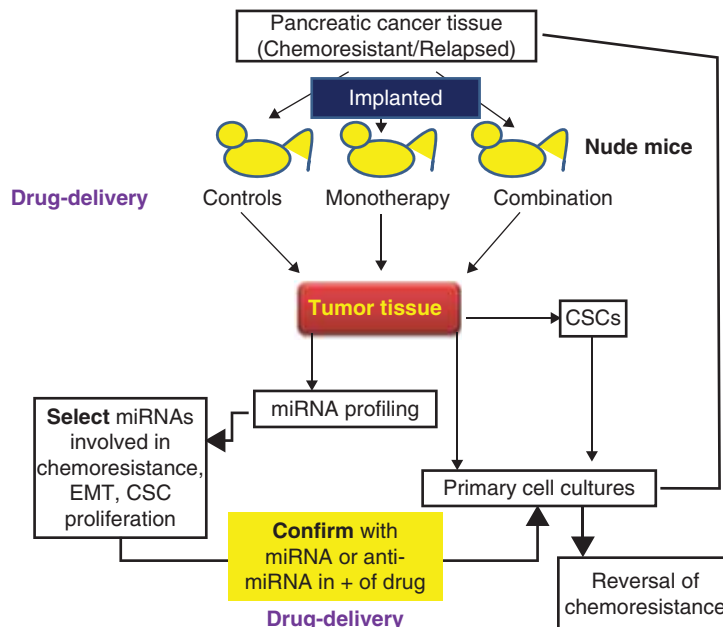 Pancreatic cancer tissue
(Chemoresistant/Relapsed)
Implanted
Nude mice
Drug-delivery
Controls
Monotherapy
Combination
Tumor tissue
CSCs
miRNA profiling
Select miRNAs
involved in
chemoresistance,
EMT, CSC
proliferation
Primary cell cultures
Confirm with
miRNA or anti-
miRNA in + of drug
Drug-delivery
Reversal of
chemoresistance